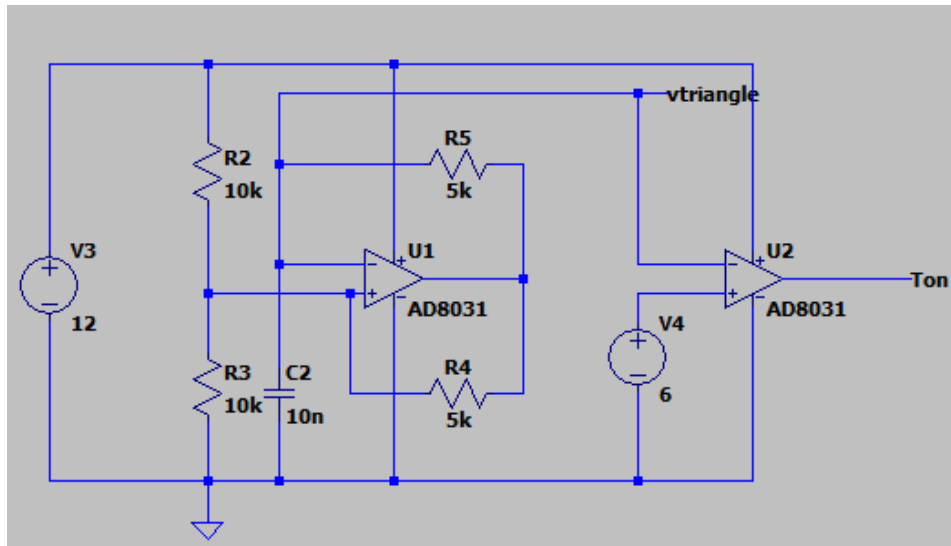 vtriangle
R5
5k
R2
10k
V3
12
U1
AD8031
U2
AD8031
Ton
V4
6
R3
10k
C2
10n
R4
5k